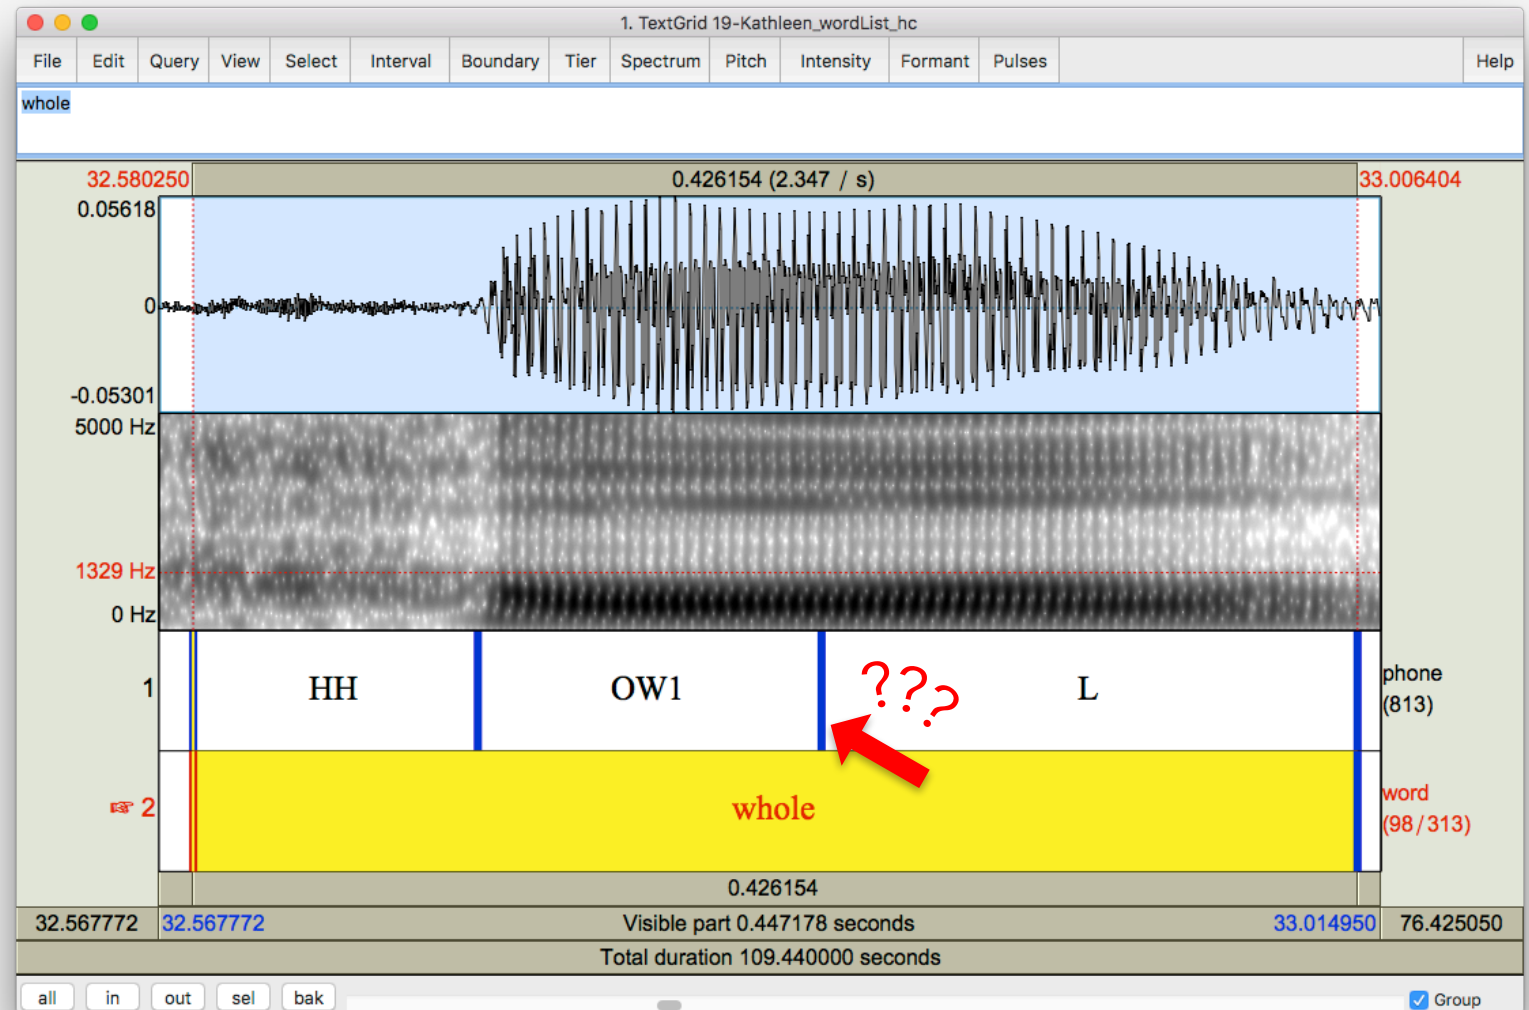 1. TextGrid 19-Kathleen_wordList_hc
File Edit Query View Select Interval Boundary Tier Spectrum Pitch Intensity Formant Pulses Help
whole
32.580250 0.426154 (2.347 / s) 33.006404
0.05618
0
-0.05301
5000 Hz
1329 Hz
0 Hz
1 HH OW1 ??? L phone
(813)
☞ 2 whole word
(98/313)
0.426154
32.567772 32.567772 Visible part 0.447178 seconds 33.014950 76.425050
Total duration 109.440000 seconds
all in out sel bak Group